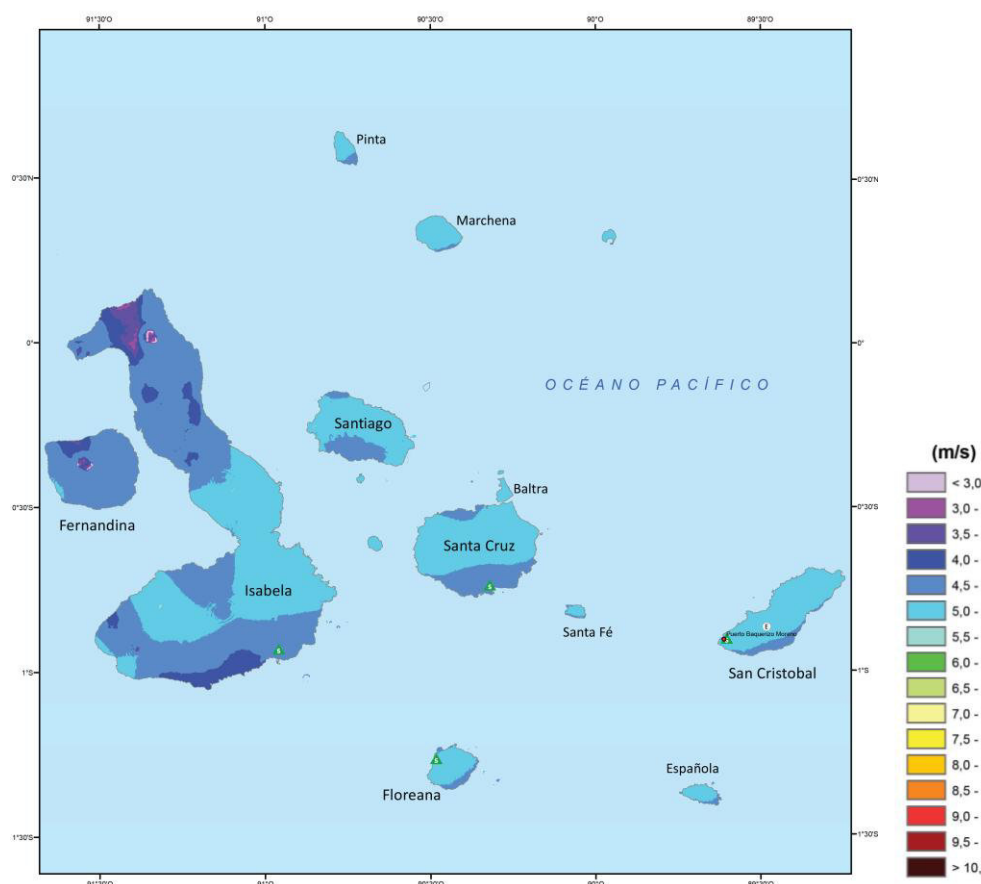 91°30'O 91°O 90°30'O 90°O 89°30'O
Pinta
0°30'N 0°30'N
Marchena
0° 0°
OCÉANO PACÍFICO
Santiago
(m/s)
< 3,0
3,0 -
3,5 -
4,0 -
4,5 -
5,0 -
5,5 -
6,0 -
6,5 -
7,0 -
7,5 -
8,0 -
8,5 -
9,0 -
9,5 -
> 10,
Baltra
0°30'S 0°30'S
Fernandina
Santa Cruz
Isabela
Santa Fé
Puerto Baquerizo Moreno
San Cristobal
1°S 1°S
Española
Floreana
1°30'S 1°30'S
91°30'O 91°O 90°30'O 90°O 89°30'O